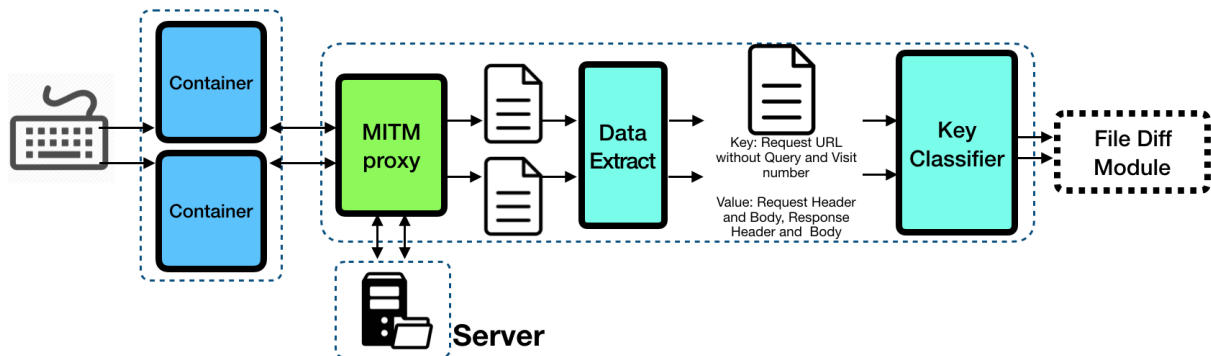 Container
Container
MITM
proxy
Server
Data
Extract
Key: Request URL
without Query and Visit
number
Value: Request Header
and Body, Response
Header and Body
Key
Classifier
File Diff
Module